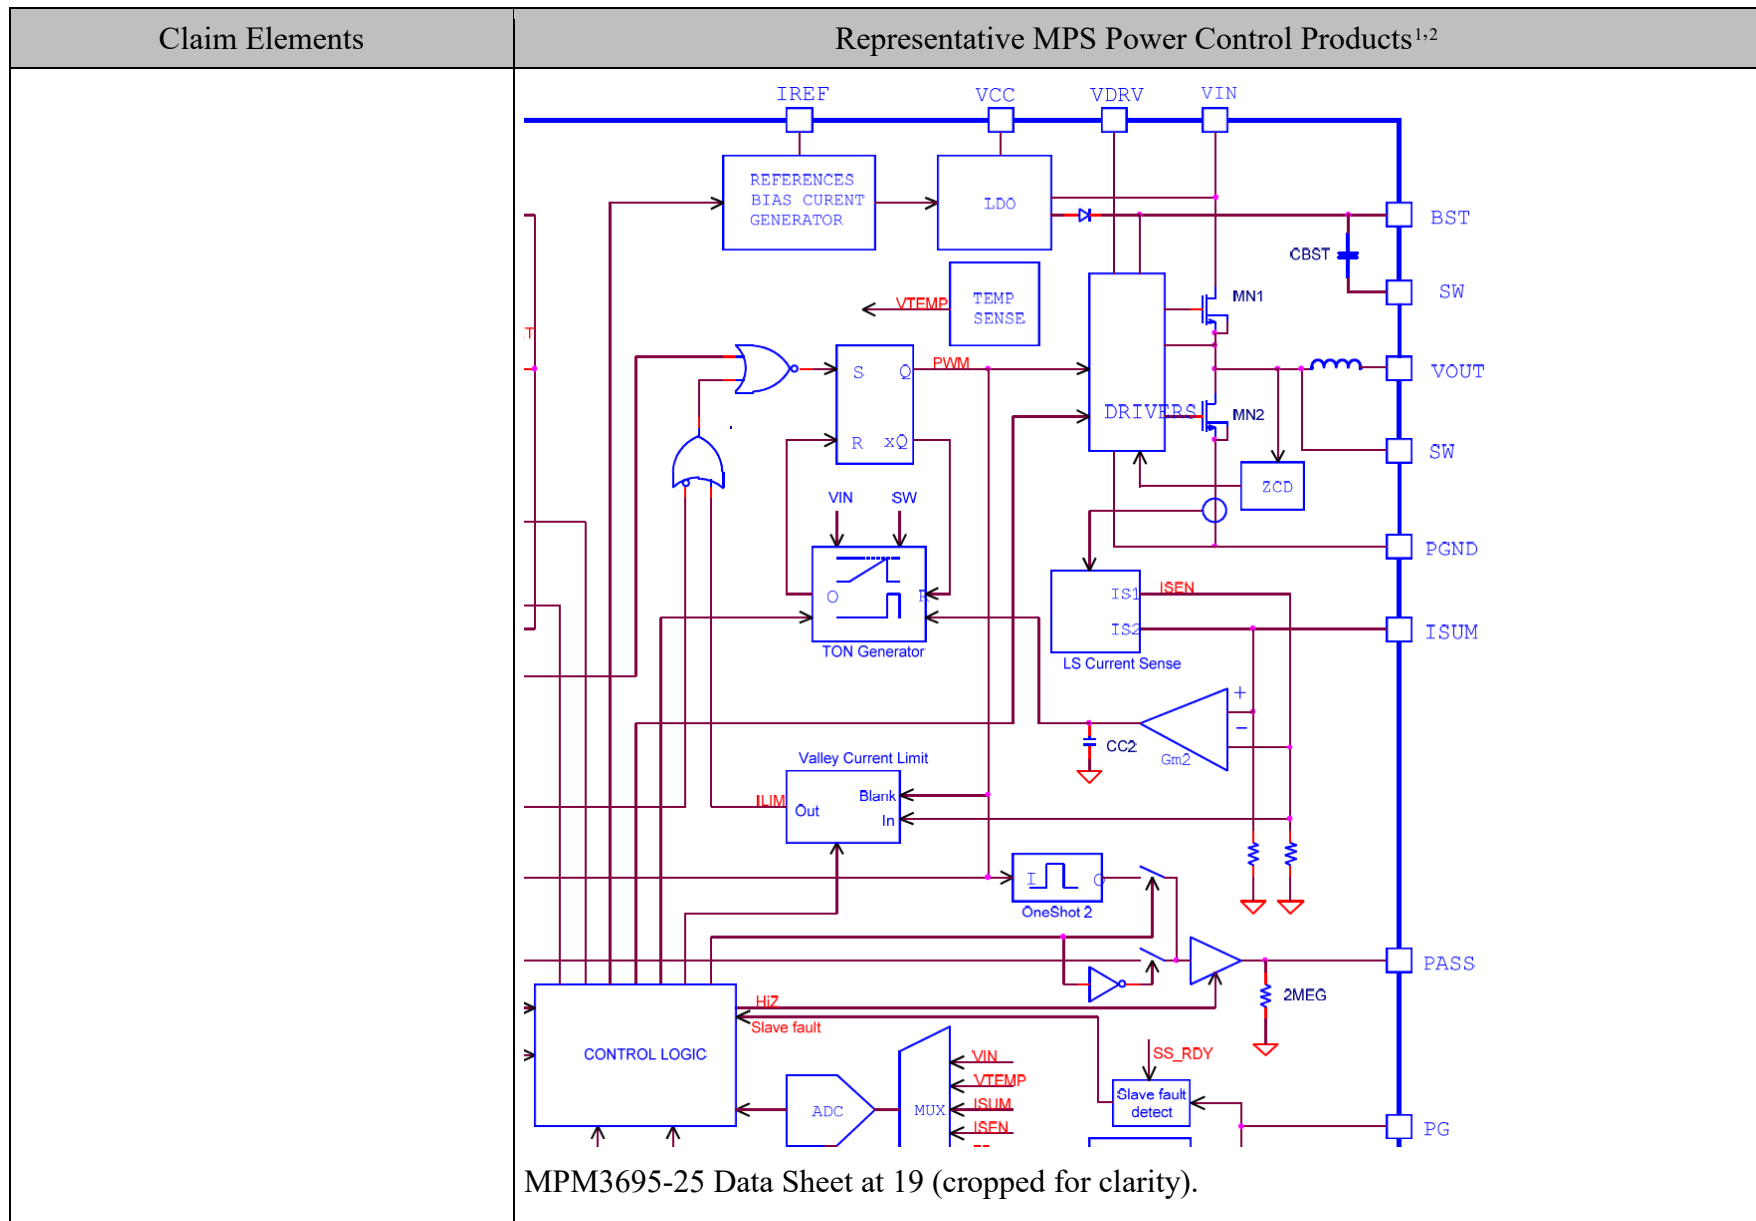 Claim Elements
Representative MPS Power Control Products1,2
IREF
VCC
VDRV
VIN
REFERENCES
BIAS CURENT
GENERATOR
LDO
BST
CBST
SW
TEMP
SENSE
VTEMP
MN1
T
S
Q
PWM
VOUT
DRIVERS
MN2
R
xQ
SW
ZCD
VIN
SW
PGND
O
R
IS1
ISEN
IS2
ISUM
TON Generator
LS Current Sense
+
−
Gm2
CC2
Valley Current Limit
ILIM
Out
Blank
In
I
O
OneShot 2
PASS
2MEG
HiZ
Slave fault
CONTROL LOGIC
SS_RDY
VIN
VTEMP
ISUM
ISEN
ADC
MUX
Slave fault
detect
PG
MPM3695-25 Data Sheet at 19 (cropped for clarity).